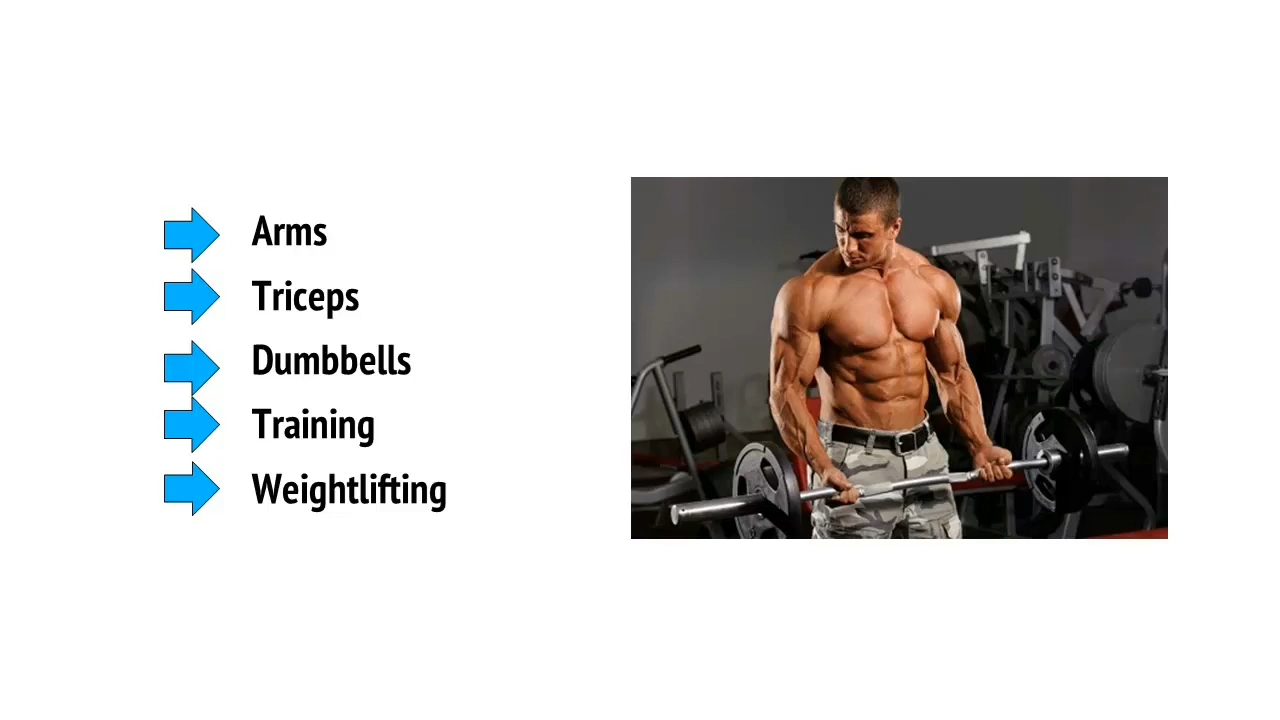 Arms
Triceps
Dumbbells
Training
Weightlifting